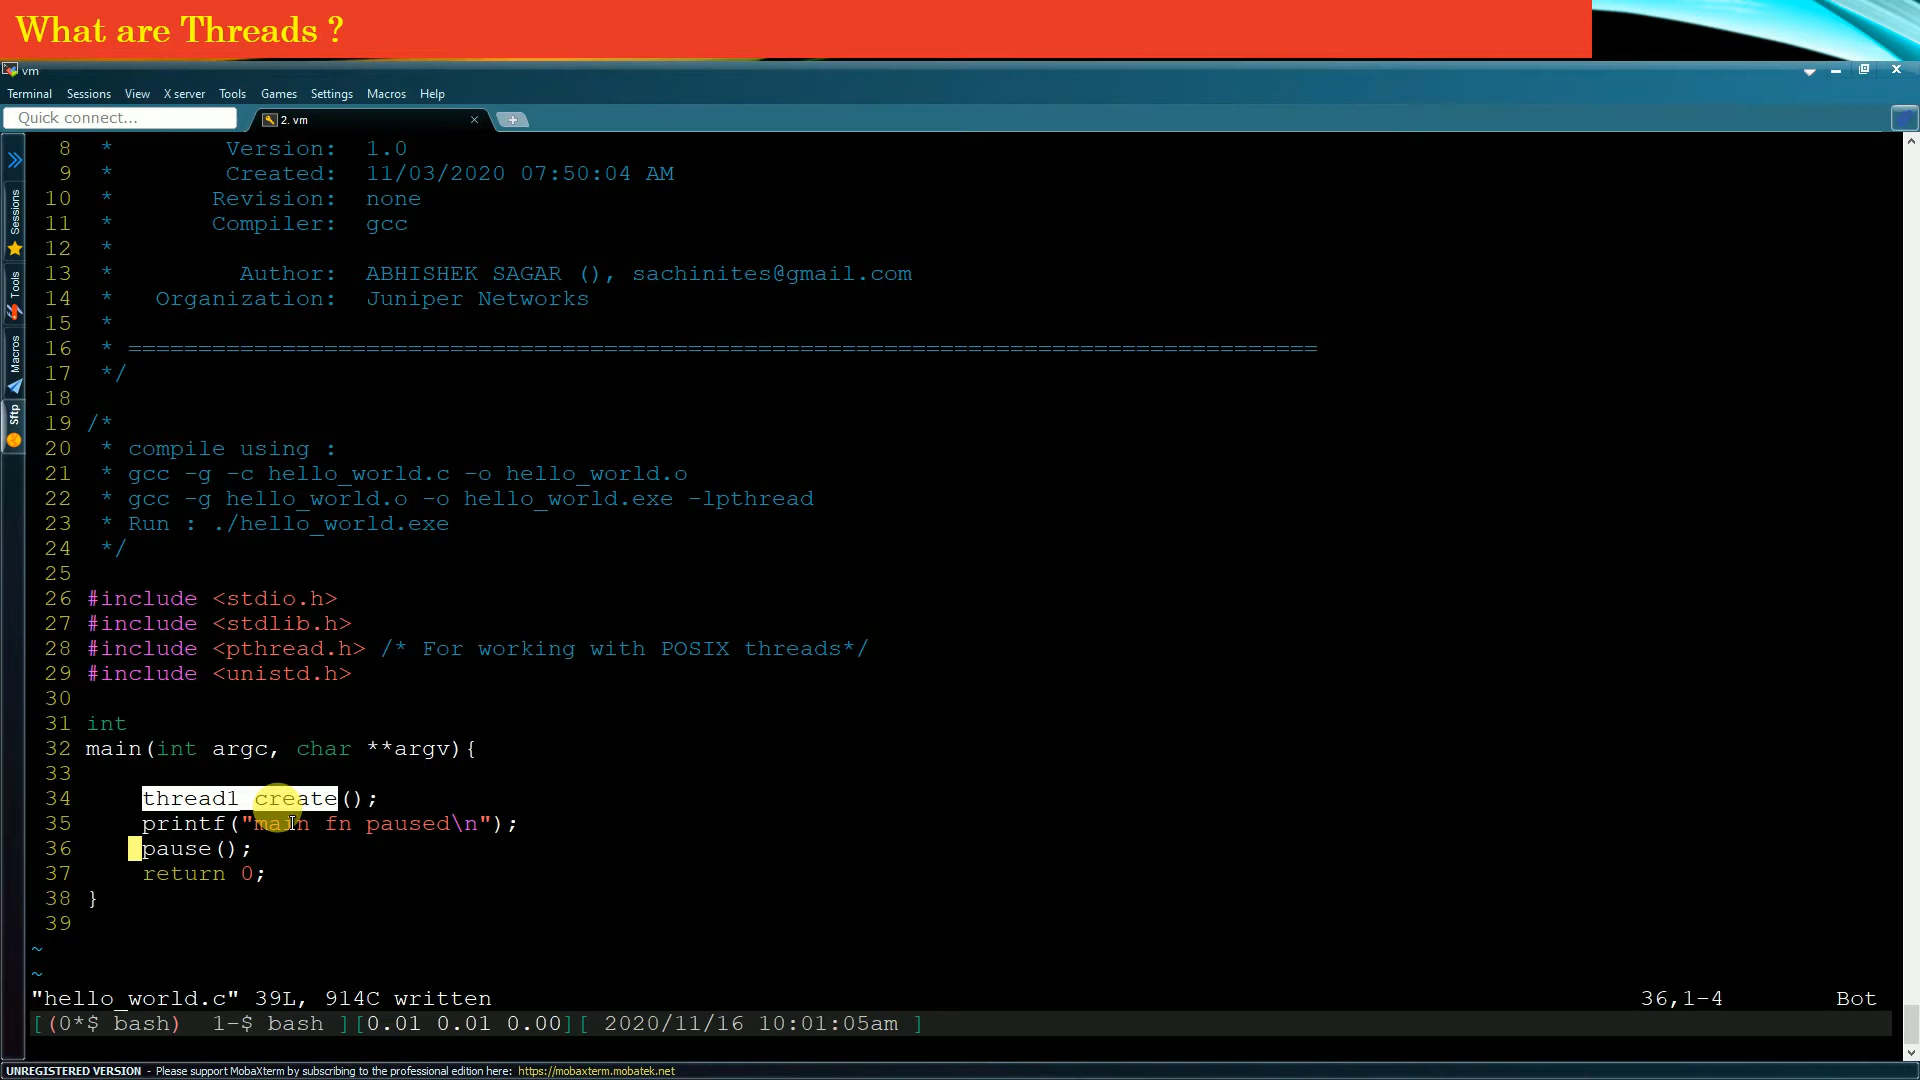 What are Threads ?
vm
Terminal Sessions View X server Tools Games Settings Macros Help
Quick connect...
2. vm
Sessions
Tools
Macros
Sftp
8 * Version: 1.0
9 * Created: 11/03/2020 07:50:04 AM
10 * Revision: none
11 * Compiler: gcc
12 *
13 * Author: ABHISHEK SAGAR (), sachinites@gmail.com
14 * Organization: Juniper Networks
15 *
16 * =====================================================================================
17 */
18
19 /*
20 * compile using :
21 * gcc -g -c hello_world.c -o hello_world.o
22 * gcc -g hello_world.o -o hello_world.exe -lpthread
23 * Run : ./hello_world.exe
24 */
25
26 #include <stdio.h>
27 #include <stdlib.h>
28 #include <pthread.h> /* For working with POSIX threads*/
29 #include <unistd.h>
30
31 int
32 main(int argc, char **argv){
33
34 thread1_create();
35 printf("main fn paused\n");
36 pause();
37 return 0;
38 }
39
~
~
"hello_world.c" 39L, 914C written 36,1-4 Bot
[(0*$ bash) 1-$ bash ][0.01 0.01 0.00][ 2020/11/16 10:01:05am ]
UNREGISTERED VERSION - Please support MobaXterm by subscribing to the professional edition here: https://mobaxterm.mobatek.net